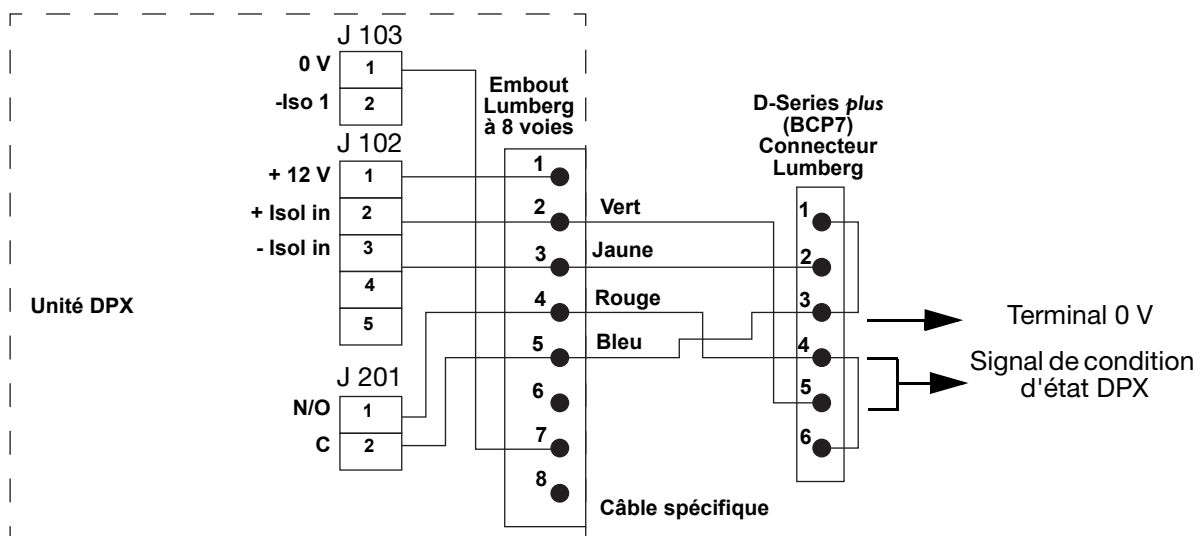 J 103
0 V
1
-Iso 1
2
J 102
+ 12 V
1
+ Isol in
2
- Isol in
3
4
5
Unité DPX
J 201
N/O
1
C
2
Embout
Lumberg
à 8 voies
1
2
3
4
5
6
7
8
Vert
Jaune
Rouge
Bleu
Câble spécifique
D-Series plus
(BCP7)
Connecteur
Lumberg
1
2
3
4
5
6
Terminal 0 V
Signal de condition
d'état DPX